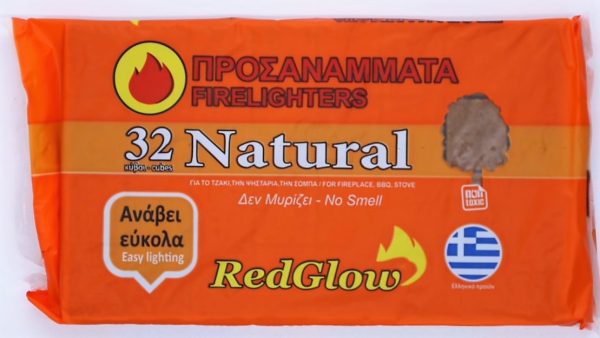 ΠΡΟΣΑΝΑΜΜΑΤΑ
FIRELIGHTERS
32 Natural
κύβοι - cubes
ΓΙΑ ΤΟ ΤΖΑΚΙ,ΤΗΝ ΨΗΣΤΑΡΙΑ,ΤΗΝ ΣΟΜΠΑ / FOR FIREPLACE, BBQ, STOVE
Δεν Μυρίζει - No Smell
non
toxic
Ανάβει
εύκολα
Easy lighting
RedGlow
Ελληνικό προϊόν